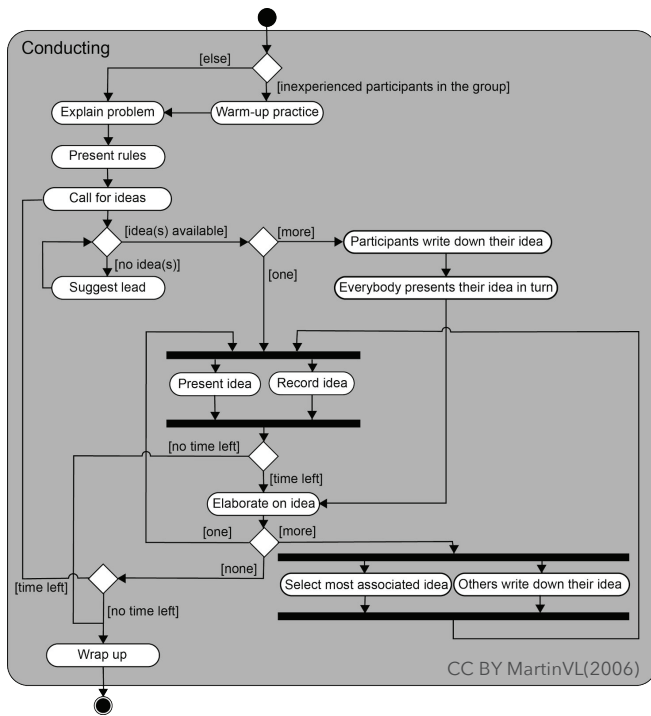 Conducting
[else]
[inexperienced participants in the group]
Explain problem
Warm-up practice
Present rules
Call for ideas
[idea(s) available]
[more]
Participants write down their idea
[no idea(s)]
[one]
Suggest lead
Everybody presents their idea in turn
Present idea
Record idea
[no time left]
[time left]
Elaborate on idea
[one]
[more]
[none]
[time left]
Select most associated idea
Others write down their idea
[no time left]
Wrap up
CC BY MartinVL(2006)